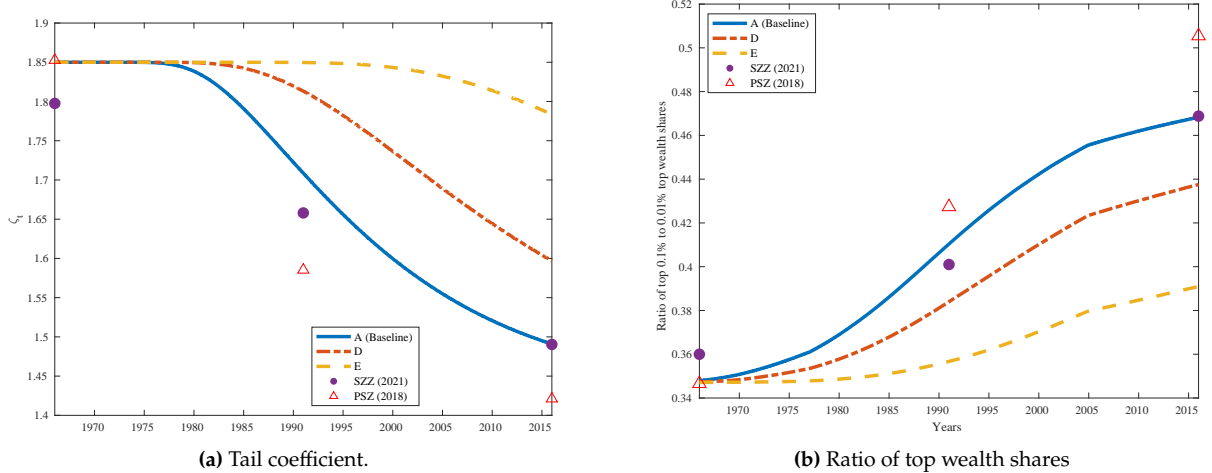 1.9
1.85
1.8
1.75
1.7
1.65
1.6
1.55
1.5
1.45
1.4
ζt
1970 1975 1980 1985 1990 1995 2000 2005 2010 2015
A (Baseline)
D
E
SZZ (2021)
PSZ (2018)
(a) Tail coefficient.
0.52
0.5
0.48
0.46
0.44
0.42
0.4
0.38
0.36
0.34
Ratio of top 0.1% to 0.01% top wealth shares
A (Baseline)
D
E
SZZ (2021)
PSZ (2018)
1970 1975 1980 1985 1990 1995 2000 2005 2010 2015
Years
(b) Ratio of top wealth shares